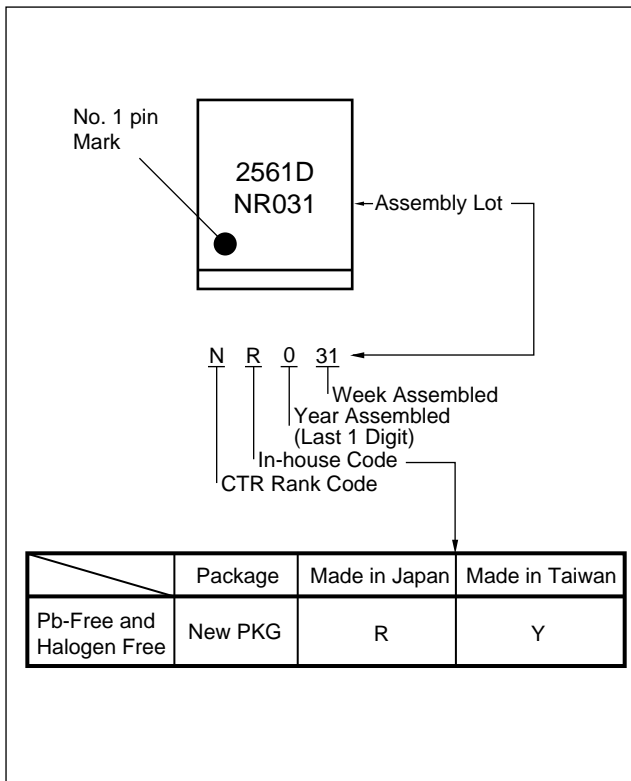 No. 1 pin
Mark
2561D
NR031
Assembly Lot
N R 0 31
Week Assembled
Year Assembled
(Last 1 Digit)
In-house Code
CTR Rank Code
Package Made in Japan Made in Taiwan
Pb-Free and
Halogen Free New PKG R Y